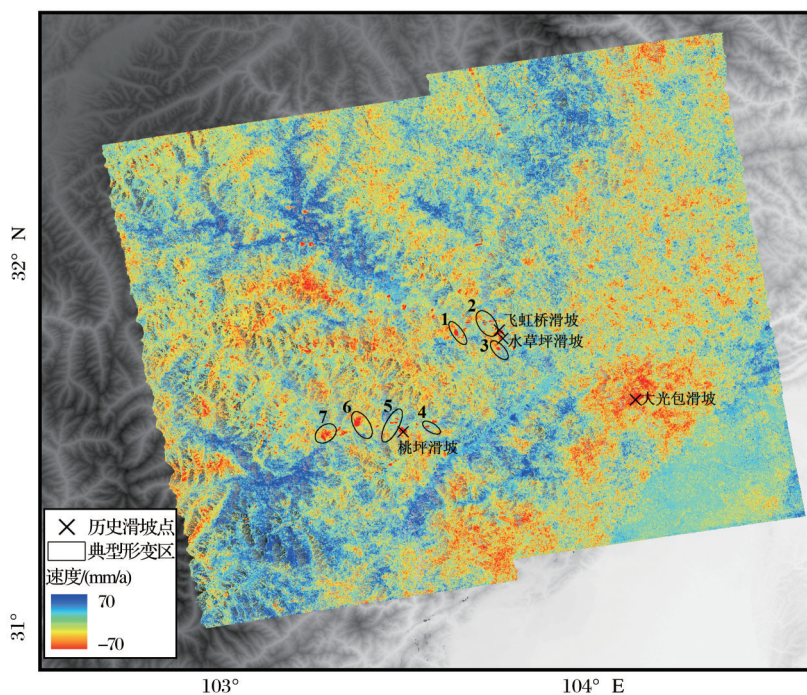 32° N
1
2
飞虹桥滑坡
水草坪滑坡
3
大光包滑坡
7
6
5
4
桃坪滑坡
历史滑坡点
典型形变区
速度/(mm/a)
70
-70
31°
103°
104° E